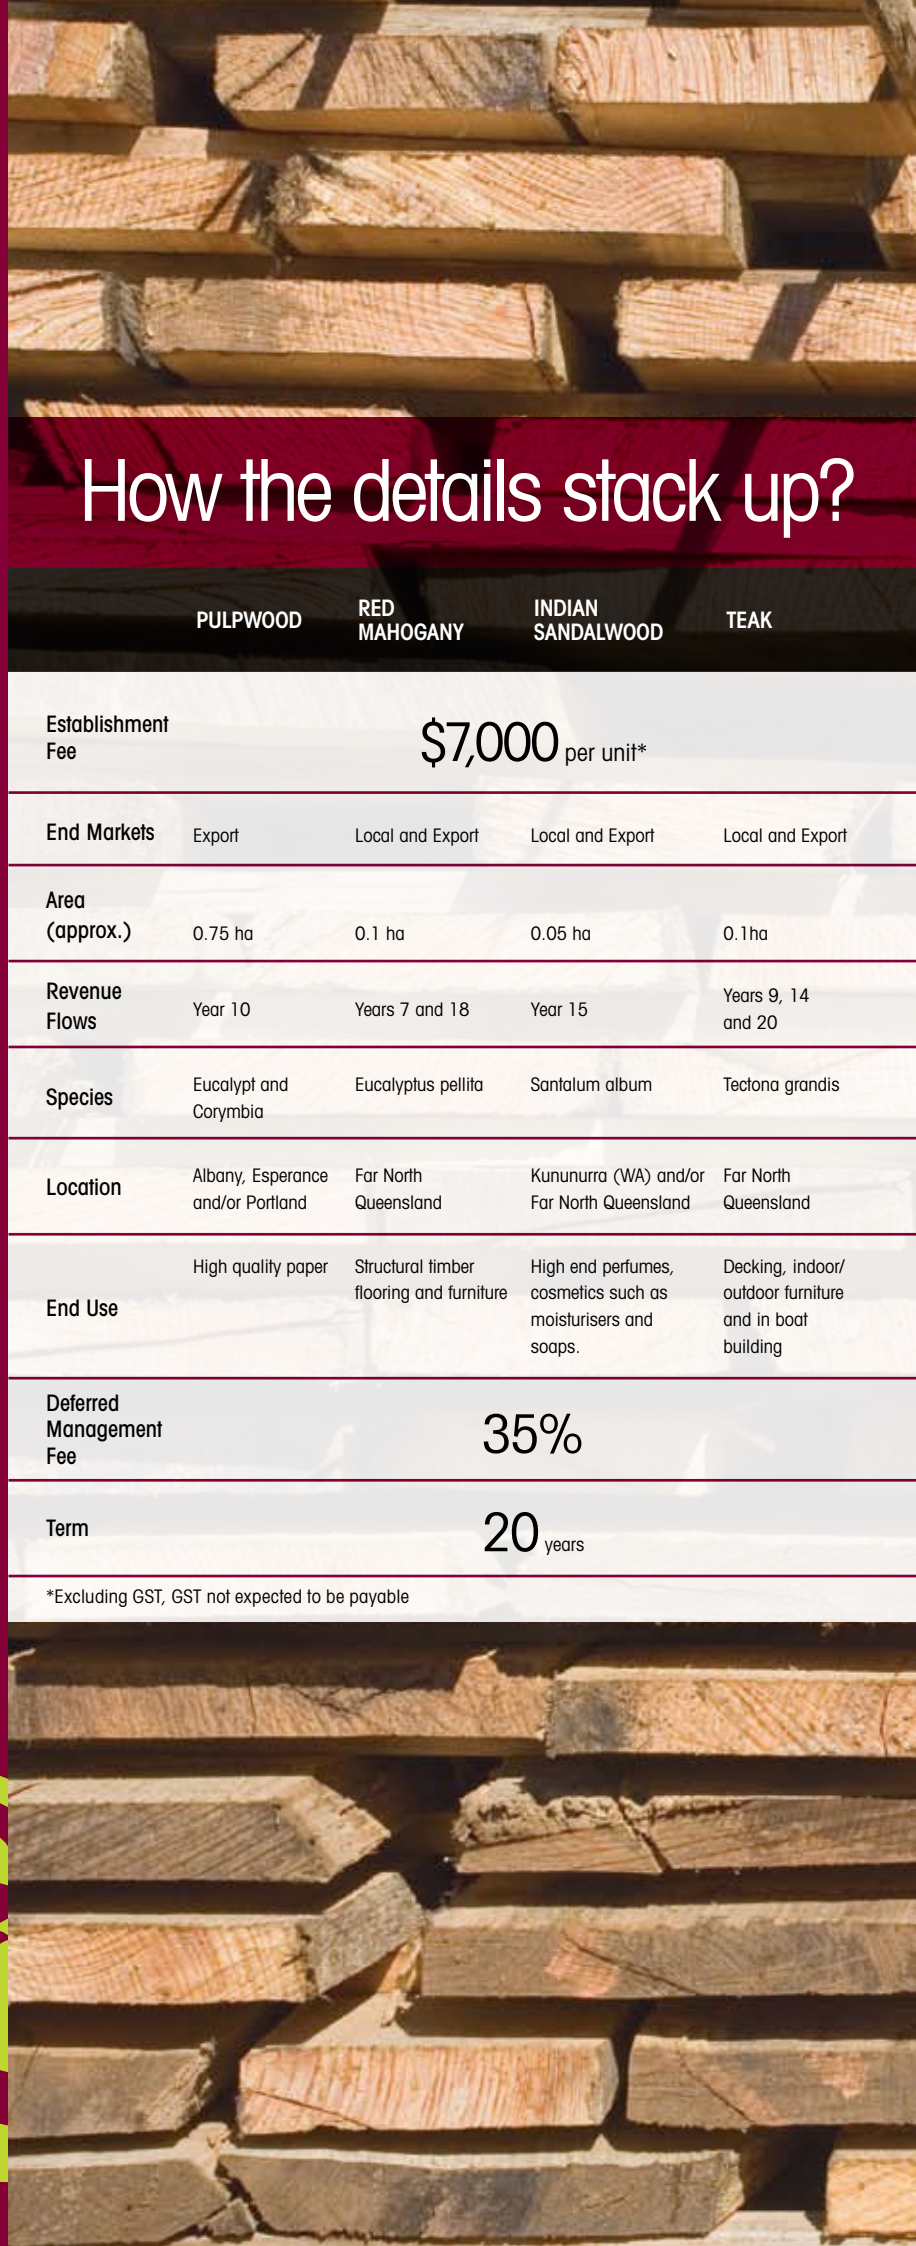 How the details stack up?
PULPWOOD
RED
MAHOGANY
INDIAN
SANDALWOOD
TEAK
Establishment
Fee
$7,000 per unit*
End Markets
Export
Local and Export
Local and Export
Local and Export
Area
(approx.)
0.75 ha
0.1 ha
0.05 ha
0.1ha
Revenue
Flows
Year 10
Years 7 and 18
Year 15
Years 9, 14
and 20
Species
Eucalypt and
Corymbia
Eucalyptus pellita
Santalum album
Tectona grandis
Location
Albany, Esperance
and/or Portland
Far North
Queensland
Kununurra (WA) and/or
Far North Queensland
Far North
Queensland
End Use
High quality paper
Structural timber
flooring and furniture
High end perfumes,
cosmetics such as
moisturisers and
soaps.
Decking, indoor/
outdoor furniture
and in boat
building
Deferred
Management
Fee
35%
Term
20 years
*Excluding GST, GST not expected to be payable